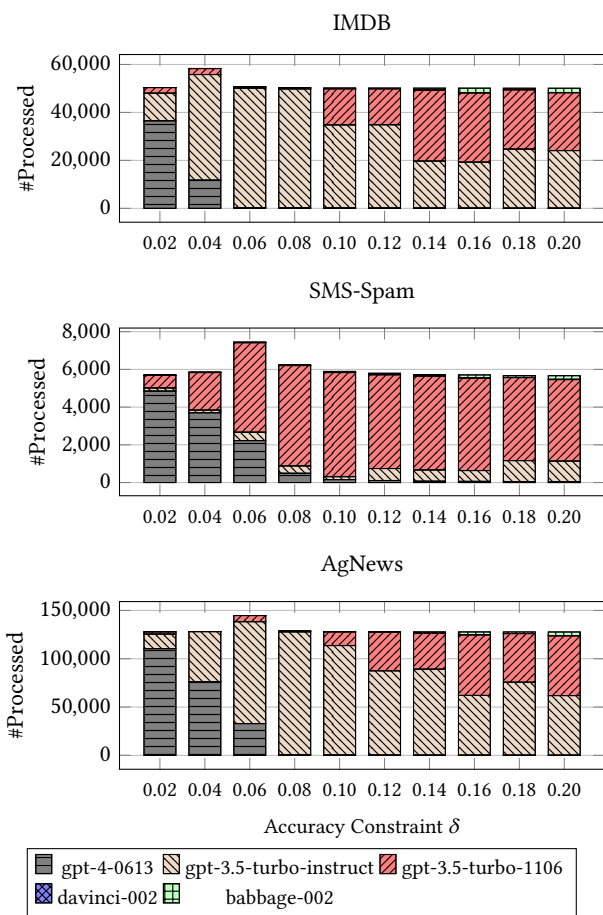 IMDB
60,000
40,000
20,000
0
#Processed
0.02 0.04 0.06 0.08 0.10 0.12 0.14 0.16 0.18 0.20
SMS-Spam
8,000
6,000
4,000
2,000
0
#Processed
0.02 0.04 0.06 0.08 0.10 0.12 0.14 0.16 0.18 0.20
AgNews
150,000
100,000
50,000
0
#Processed
0.02 0.04 0.06 0.08 0.10 0.12 0.14 0.16 0.18 0.20
Accuracy Constraint δ
gpt-4-0613 gpt-3.5-turbo-instruct gpt-3.5-turbo-1106
davinci-002 babbage-002